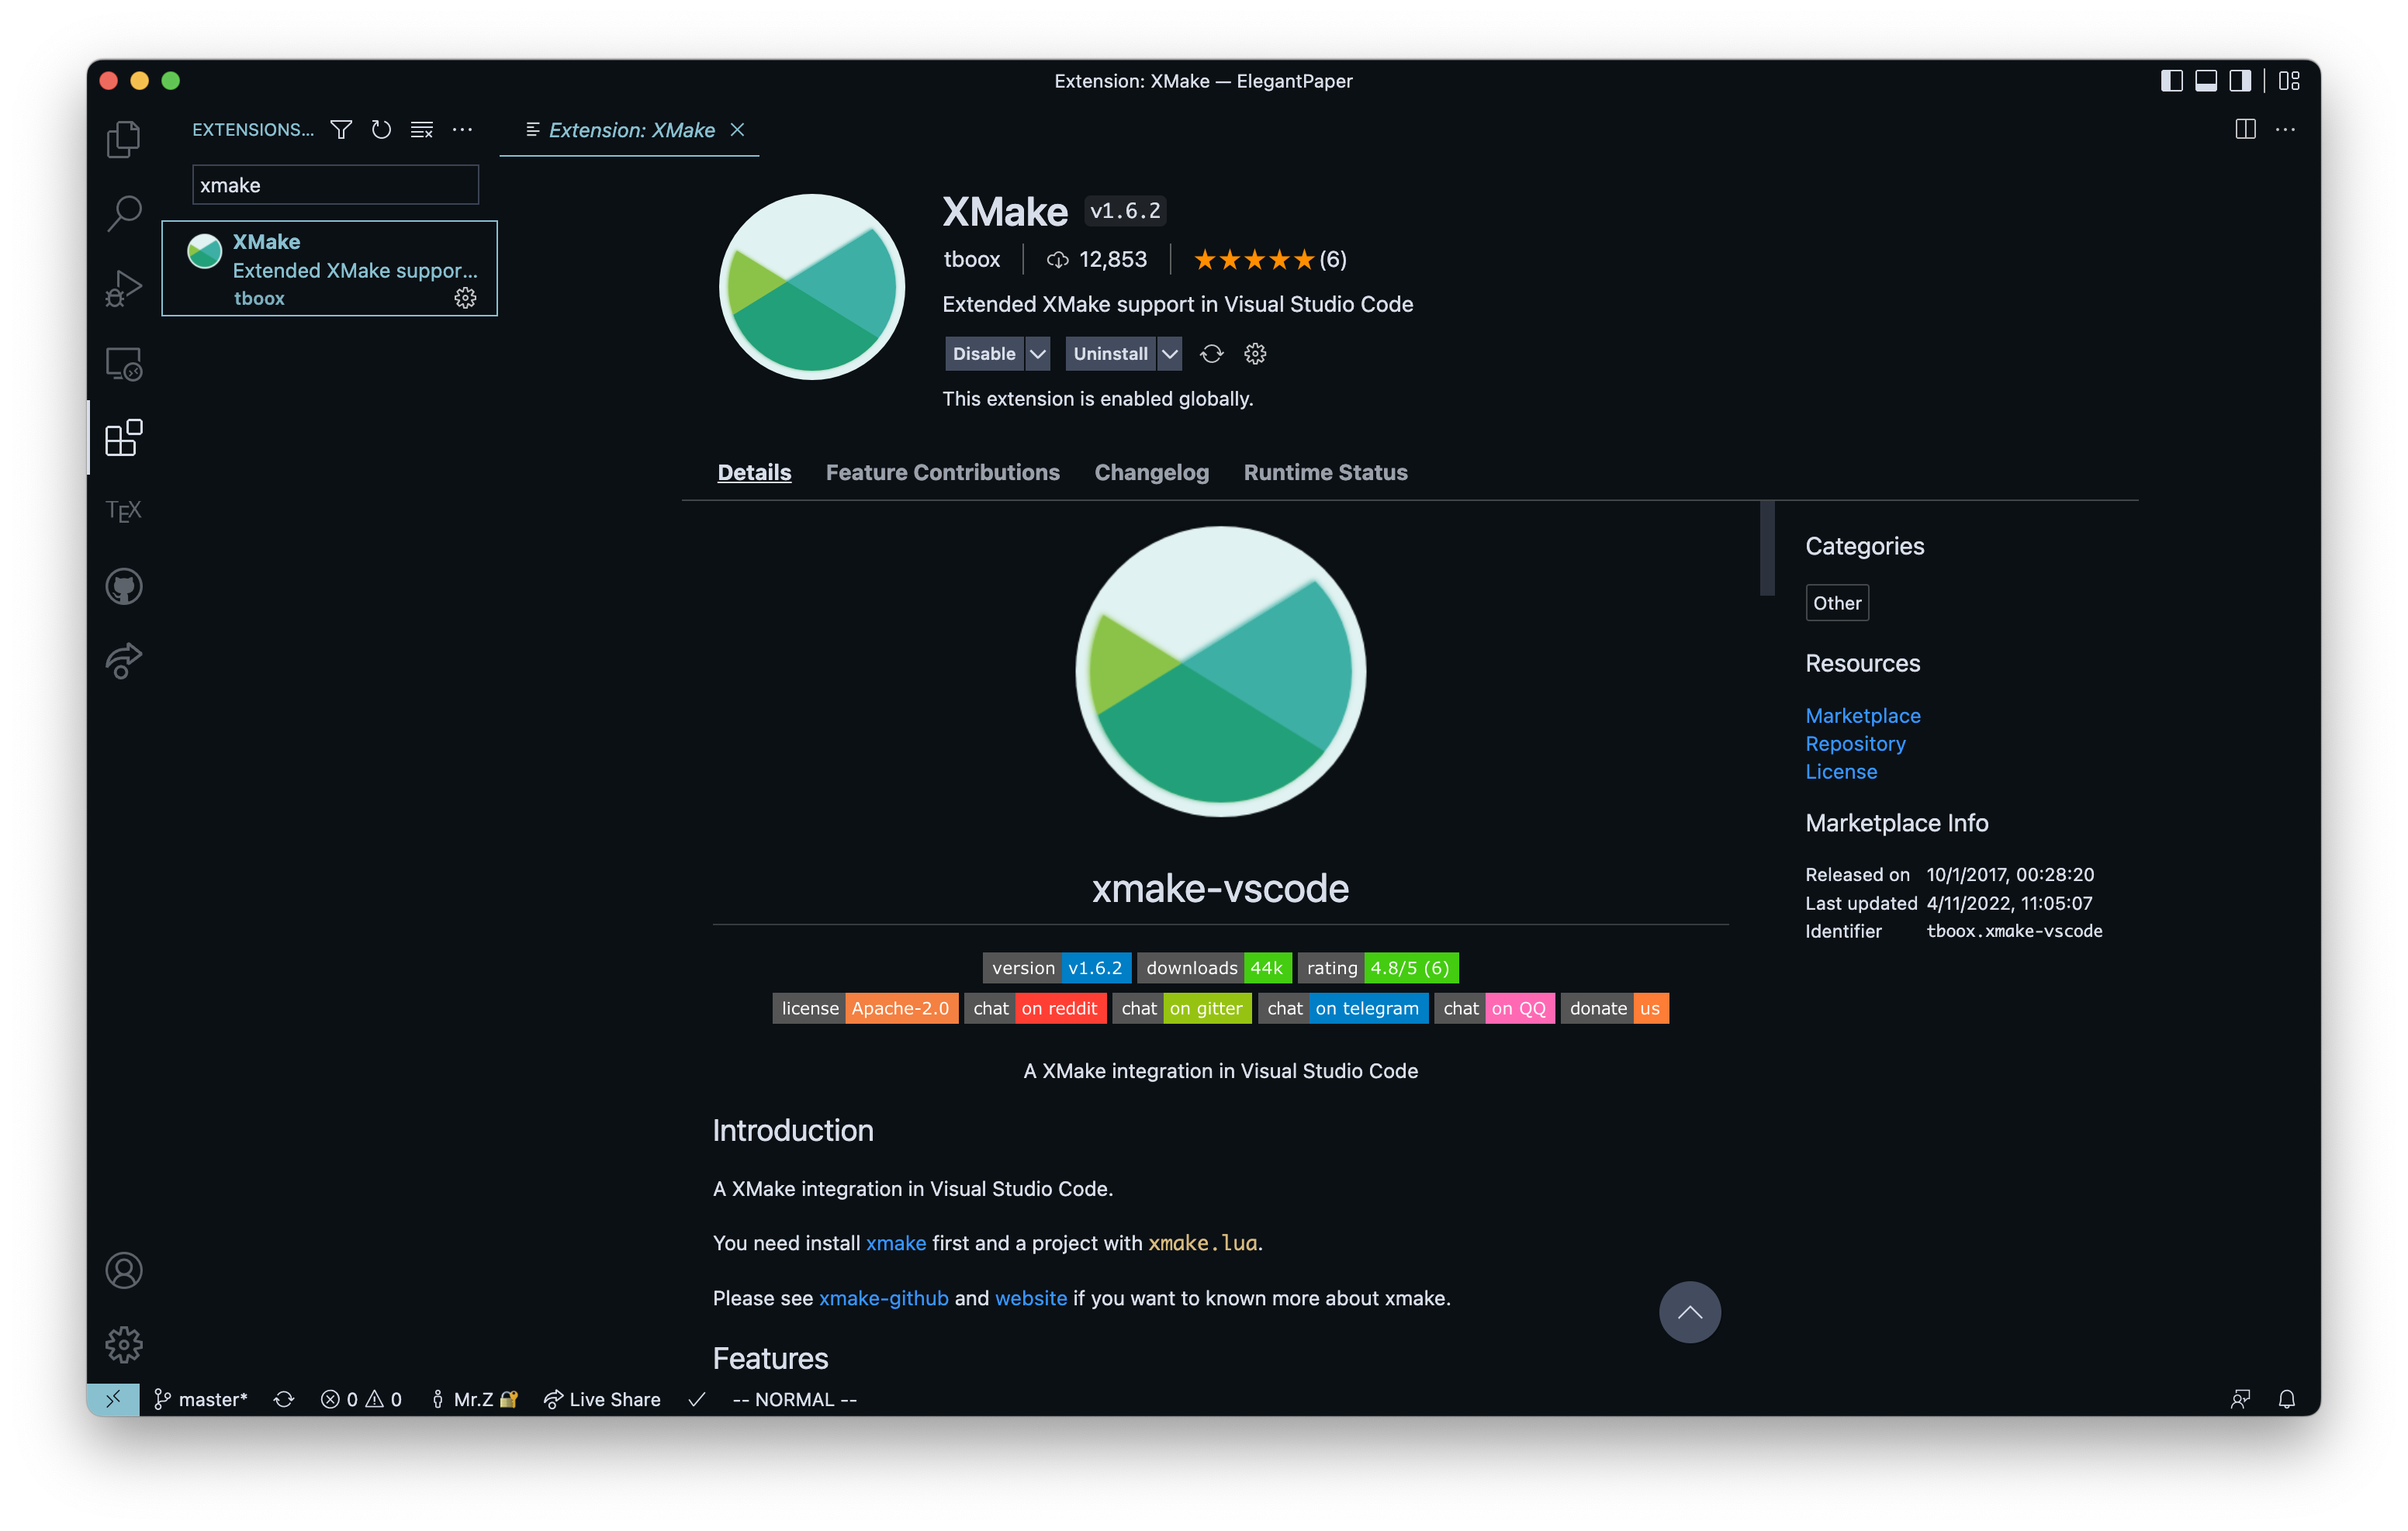 Extension: XMake — ElegantPaper
EXTENSIONS...
Extension: XMake
xmake
XMake
Extended XMake suppor...
tboox
XMake v1.6.2
tboox 12,853 (6)
Extended XMake support in Visual Studio Code
Disable Uninstall
This extension is enabled globally.
Details Feature Contributions Changelog Runtime Status
TEX
xmake-vscode
version v1.6.2 downloads 44k rating 4.8/5 (6)
license Apache-2.0 chat on reddit chat on gitter chat on telegram chat on QQ donate us
A XMake integration in Visual Studio Code
Introduction
A XMake integration in Visual Studio Code.
You need install xmake first and a project with xmake.lua.
Please see xmake-github and website if you want to known more about xmake.
Features
Categories
Other
Resources
Marketplace
Repository
License
Marketplace Info
Released on 10/1/2017, 00:28:20
Last updated 4/11/2022, 11:05:07
Identifier tboox.xmake-vscode
master* 0 0 Mr.Z 🔐 Live Share -- NORMAL --